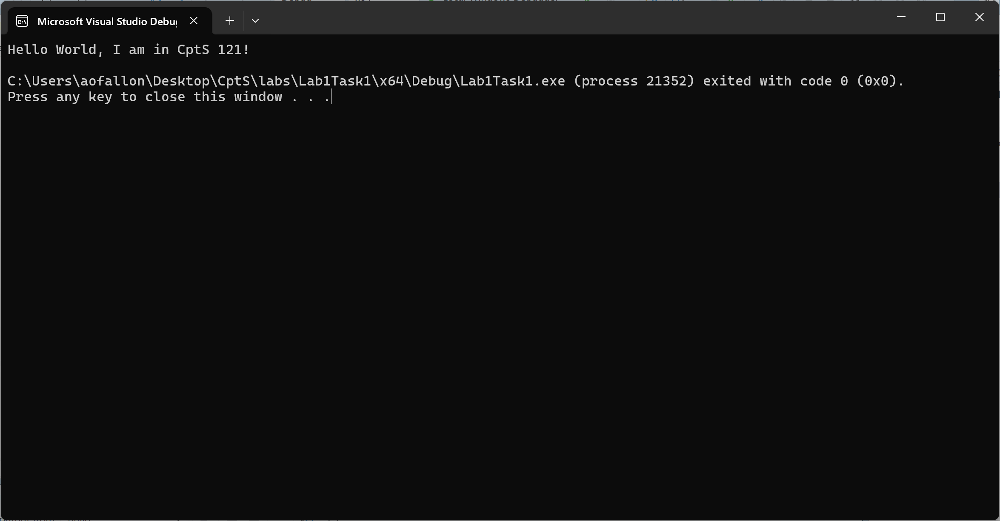 Microsoft Visual Studio Debu
Hello World, I am in CptS 121!
C:\Users\aofallon\Desktop\CptS\labs\Lab1Task1\x64\Debug\Lab1Task1.exe (process 21352) exited with code 0 (0x0).
Press any key to close this window . . .